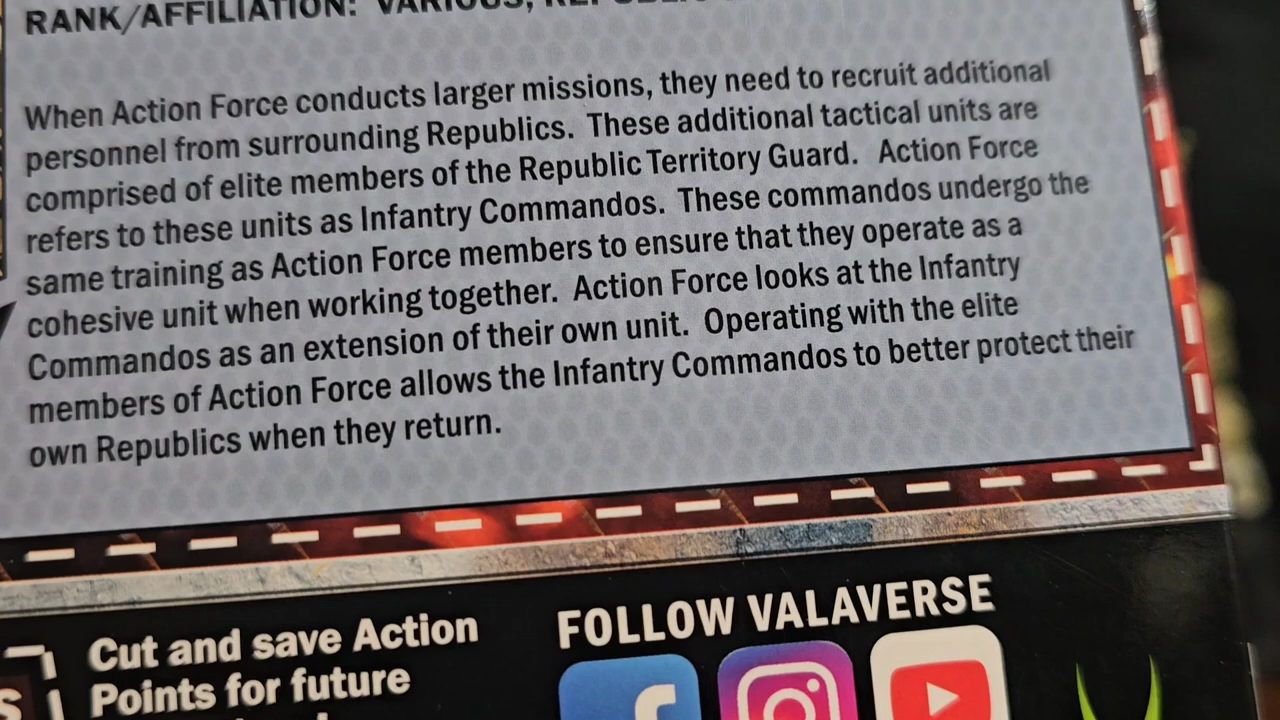 RANK/AFFILIATION: VARIOUS,
When Action Force conducts larger missions, they need to recruit additional
personnel from surrounding Republics. These additional tactical units are
comprised of elite members of the Republic Territory Guard. Action Force
refers to these units as Infantry Commandos. These commandos undergo the
same training as Action Force members to ensure that they operate as a
cohesive unit when working together. Action Force looks at the Infantry
Commandos as an extension of their own unit. Operating with the elite
members of Action Force allows the Infantry Commandos to better protect their
own Republics when they return.
Cut and save Action
Points for future
FOLLOW VALAVERSE